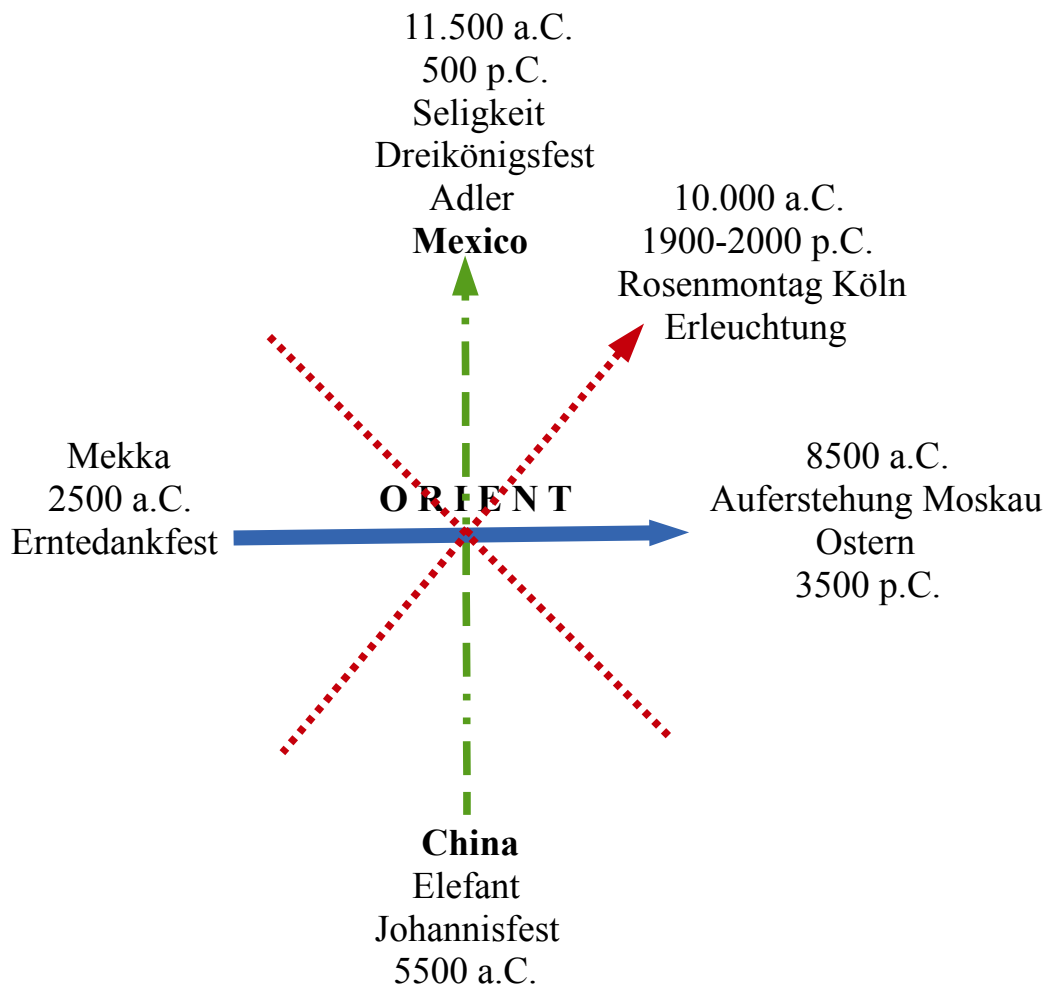 11.500 a.C.
500 p.C.
Seligkeit
Dreikönigsfest
Adler
Mexico
10.000 a.C.
1900-2000 p.C.
Rosenmontag Köln
Erleuchtung
Mekka
2500 a.C.
Erntedankfest
O R I E N T
8500 a.C.
Auferstehung Moskau
Ostern
3500 p.C.
China
Elefant
Johannisfest
5500 a.C.